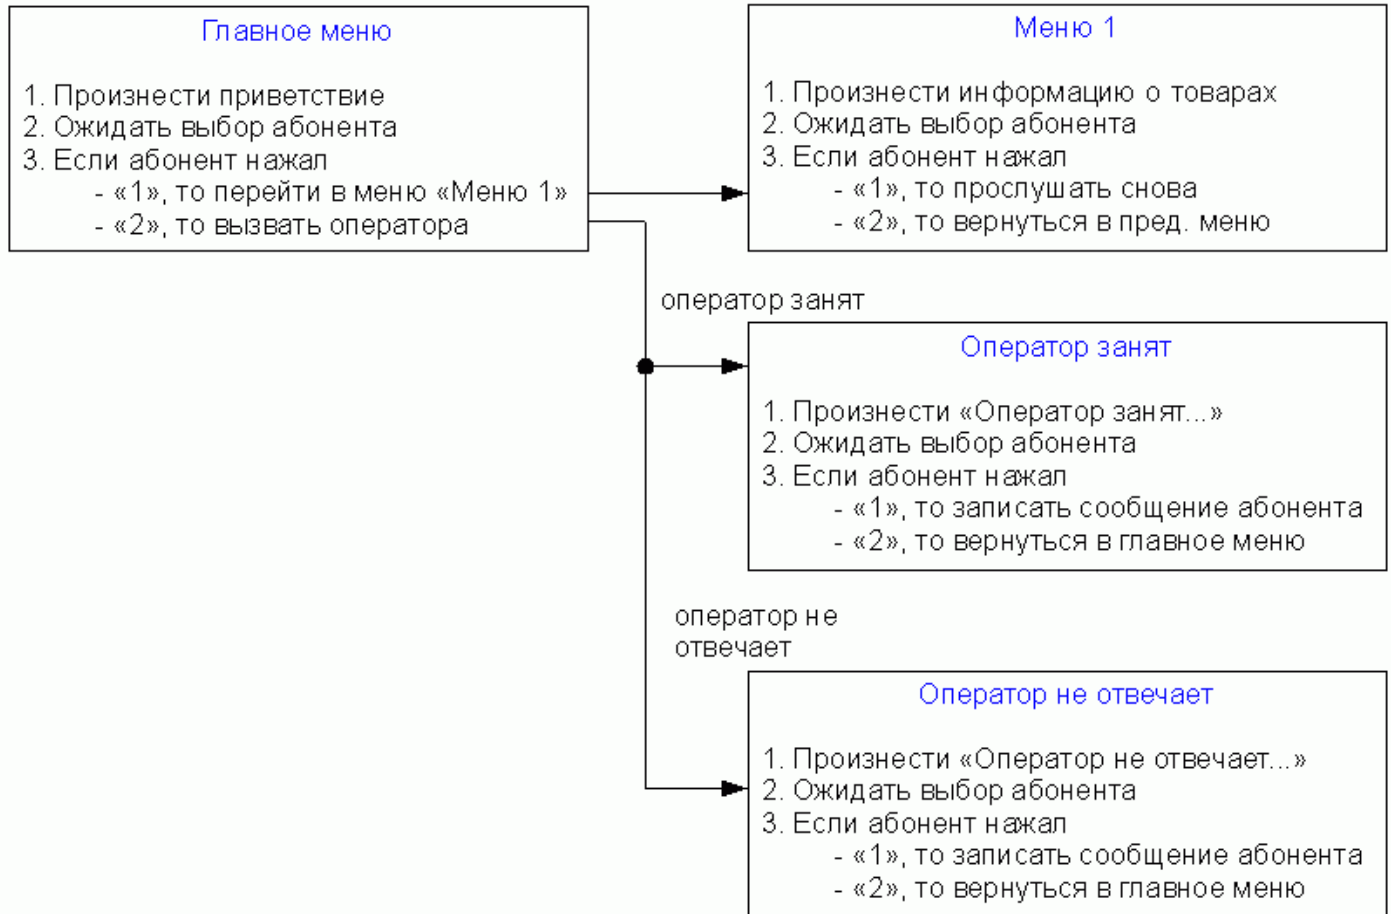 Главное меню
1. Произнести приветствие
2. Ожидать выбор абонента
3. Если абонент нажал
- «1», то перейти в меню «Меню 1»
- «2», то вызвать оператора
Меню 1
1. Произнести информацию о товарах
2. Ожидать выбор абонента
3. Если абонент нажал
- «1», то прослушать снова
- «2», то вернуться в пред. меню
оператор занят
Оператор занят
1. Произнести «Оператор занят...»
2. Ожидать выбор абонента
3. Если абонент нажал
- «1», то записать сообщение абонента
- «2», то вернуться в главное меню
оператор не
отвечает
Оператор не отвечает
1. Произнести «Оператор не отвечает...»
2. Ожидать выбор абонента
3. Если абонент нажал
- «1», то записать сообщение абонента
- «2», то вернуться в главное меню